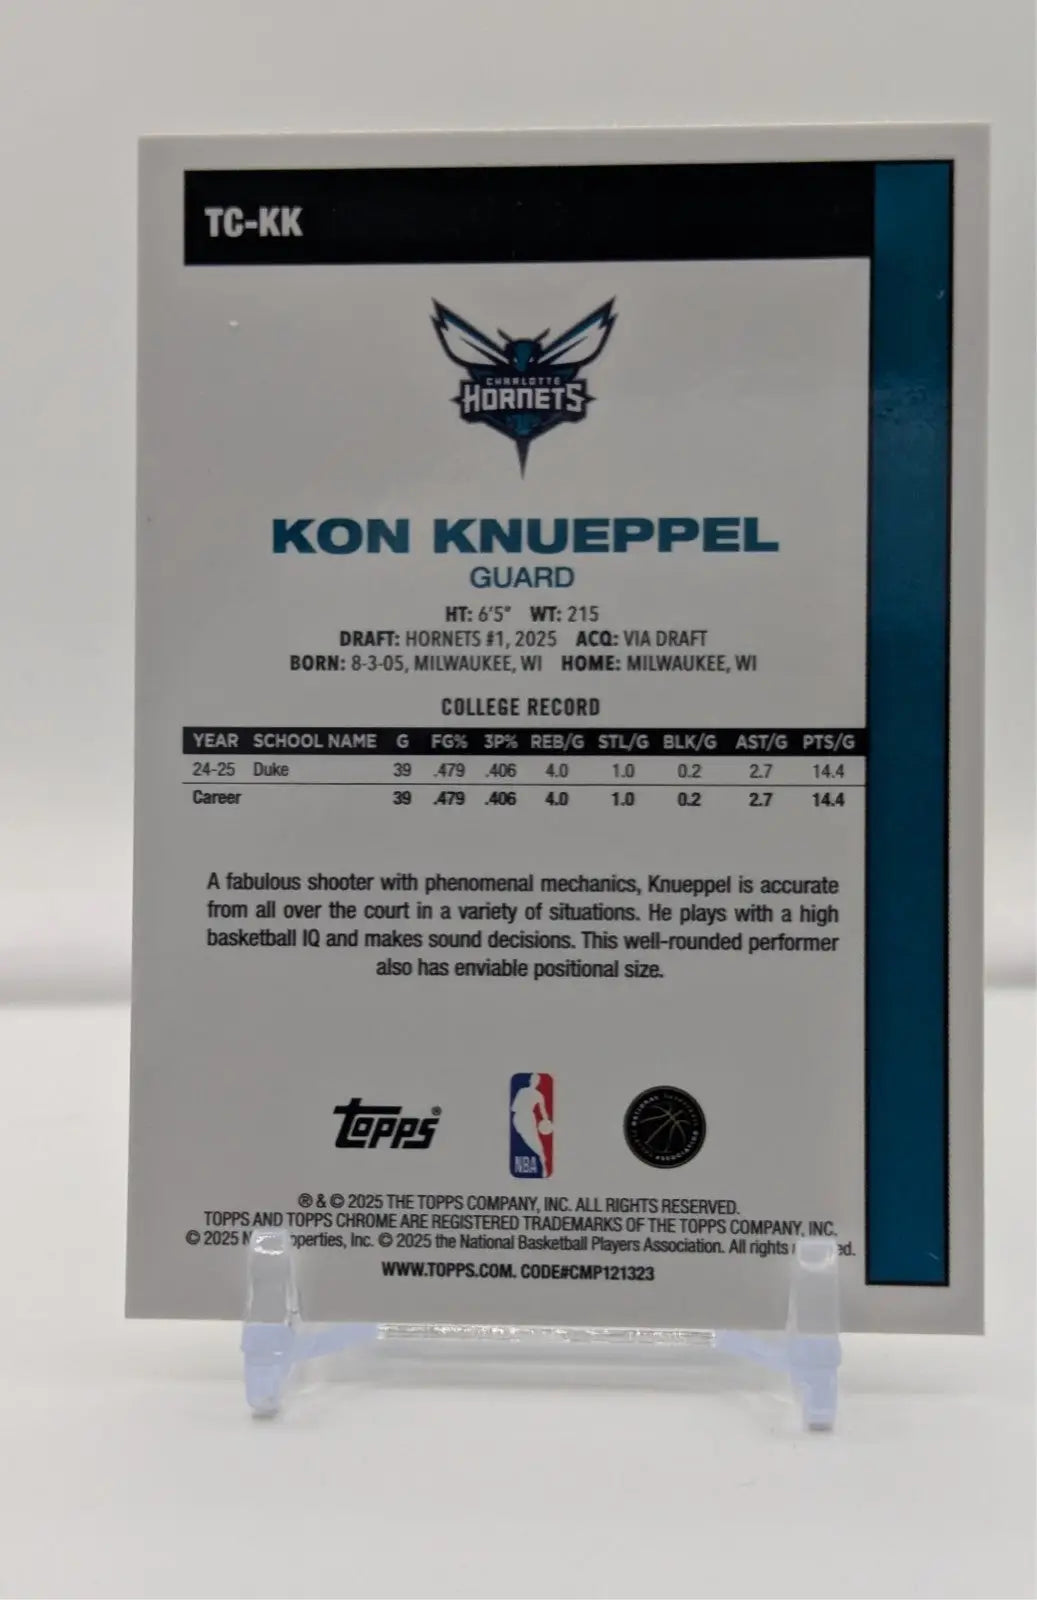 TC-KK
CHARLOTTE
HORNETS
KON KNUEPPEL
GUARD
HT: 6'5" WT: 215
DRAFT: HORNETS #1, 2025 ACQ: VIA DRAFT
BORN: 8-3-05, MILWAUKEE, WI HOME: MILWAUKEE, WI
COLLEGE RECORD
YEAR SCHOOL NAME G FG% 3P% REB/G STL/G BLK/G AST/G PTS/G
24-25 Duke 39 .479 .406 4.0 1.0 0.2 2.7 14.4
Career 39 .479 .406 4.0 1.0 0.2 2.7 14.4
A fabulous shooter with phenomenal mechanics, Knueppel is accurate
from all over the court in a variety of situations. He plays with a high
basketball IQ and makes sound decisions. This well-rounded performer
also has enviable positional size.
topps®
NBA
® & © 2025 THE TOPPS COMPANY, INC. ALL RIGHTS RESERVED.
TOPPS AND TOPPS CHROME ARE REGISTERED TRADEMARKS OF THE TOPPS COMPANY, INC.
© 2025 Inc. © 2025 the National Basketball Players Association. All rights
WWW.TOPPS.COM. CODE#CMP121323